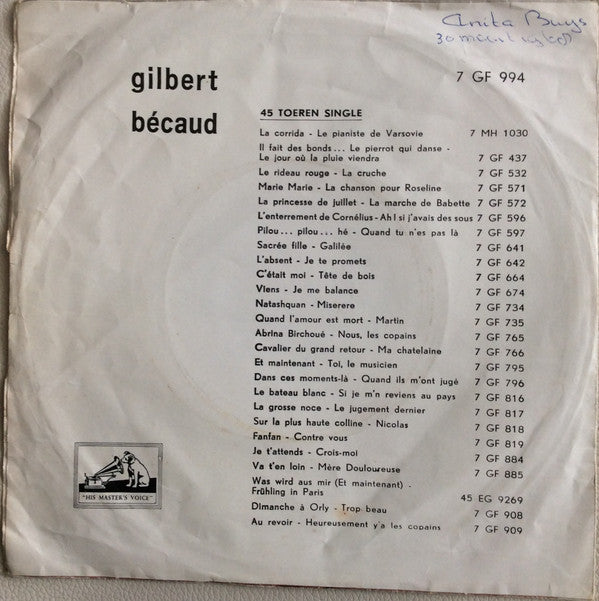 Anita Buys
gilbert
bécaud
7 GF 994
45 TOEREN SINGLE
La corrida - Le pianiste de Varsovie 7 MH 1030
Il fait des bonds... Le pierrot qui danse -
Le jour où la pluie viendra 7 GF 437
Le rideau rouge - La cruche 7 GF 532
Marie Marie - La chanson pour Roseline 7 GF 571
La princesse de juillet - La marche de Babette 7 GF 572
L'enterrement de Cornélius - Ah ! si j'avais des sous 7 GF 596
Pilou... pilou... hé - Quand tu n'es pas là 7 GF 597
Sacrée fille - Galilée 7 GF 641
L'absent - Je te promets 7 GF 642
C'était moi - Tête de bois 7 GF 664
Viens - Je me balance 7 GF 674
Natashquan - Miserere 7 GF 734
Quand l'amour est mort - Martin 7 GF 735
Abrina Birchoué - Nous, les copains 7 GF 765
Cavalier du grand retour - Ma chatelaine 7 GF 766
Et maintenant - Toi, le musicien 7 GF 795
Dans ces moments-là - Quand ils m'ont jugé 7 GF 796
Le bateau blanc - Si je m'n reviens au pays 7 GF 816
La grosse noce - Le jugement dernier 7 GF 817
Sur la plus haute colline - Nicolas 7 GF 818
Fanfan - Contre vous 7 GF 819
Je t'attends - Crois-moi 7 GF 884
Va t'en loin - Mère Douloureuse 7 GF 885
Was wird aus mir (Et maintenant) -
Frühling in Paris 45 EG 9269
Dimanche à Orly - Trop beau 7 GF 908
Au revoir - Heureusement y'a les copains 7 GF 909
"HIS MASTER'S VOICE"